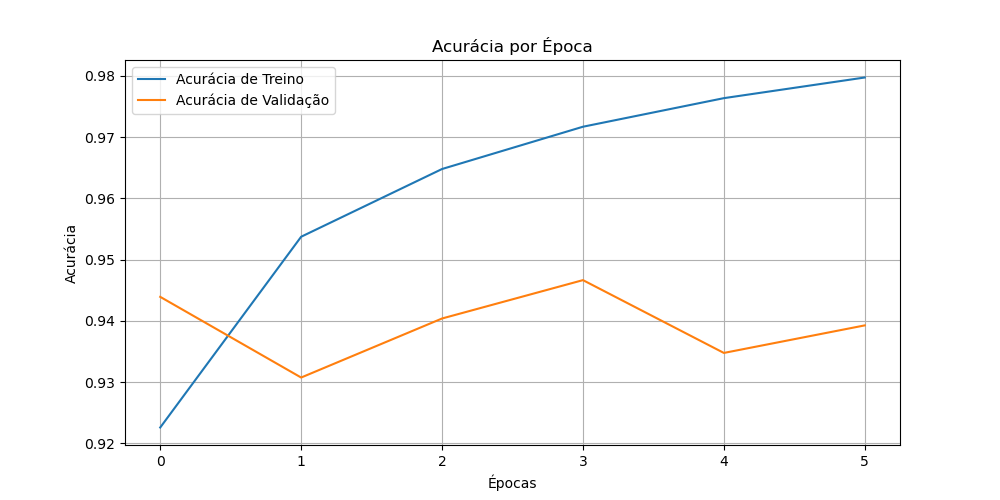 Acurácia por Época
Acurácia de Treino
Acurácia de Validação
0.98
0.97
0.96
0.95
0.94
0.93
0.92
Acurácia
0 1 2 3 4 5
Épocas